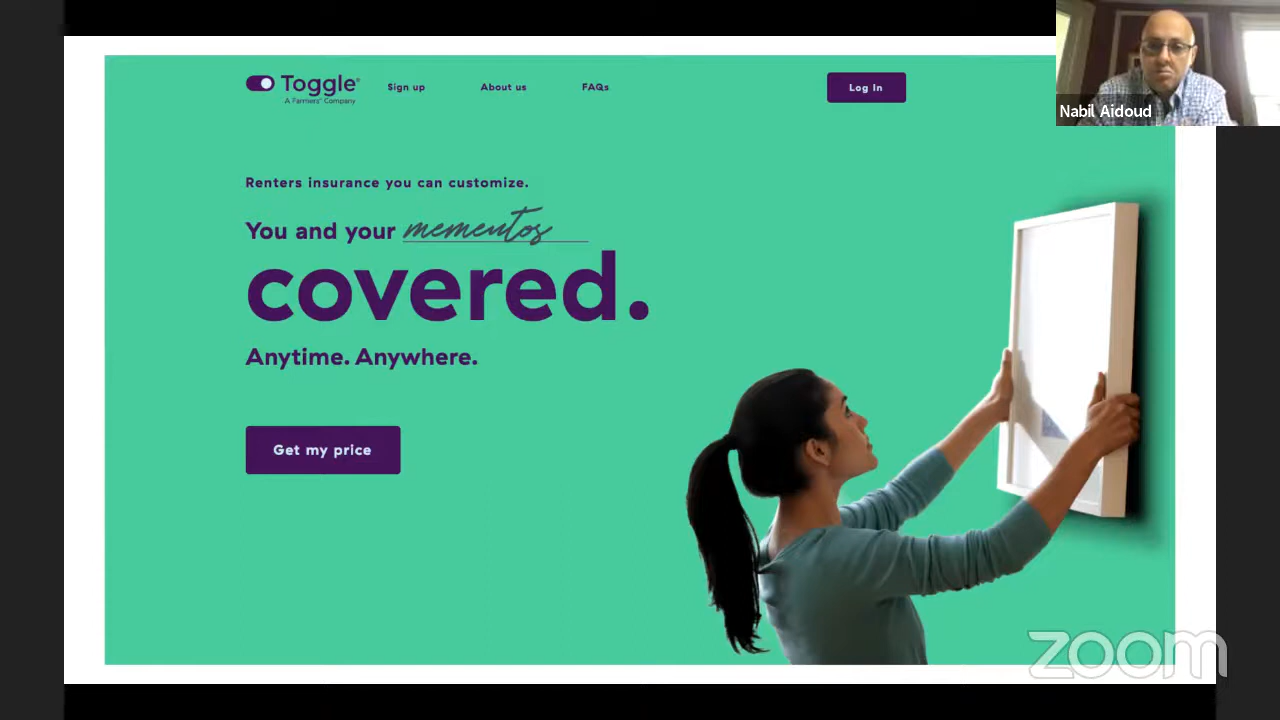 Toggle®
A Farmers® Company
Sign up
About us
FAQs
Log In
Renters insurance you can customize.
You and your mementos
covered.
Anytime. Anywhere.
Get my price
Nabil Aidoud
zoom